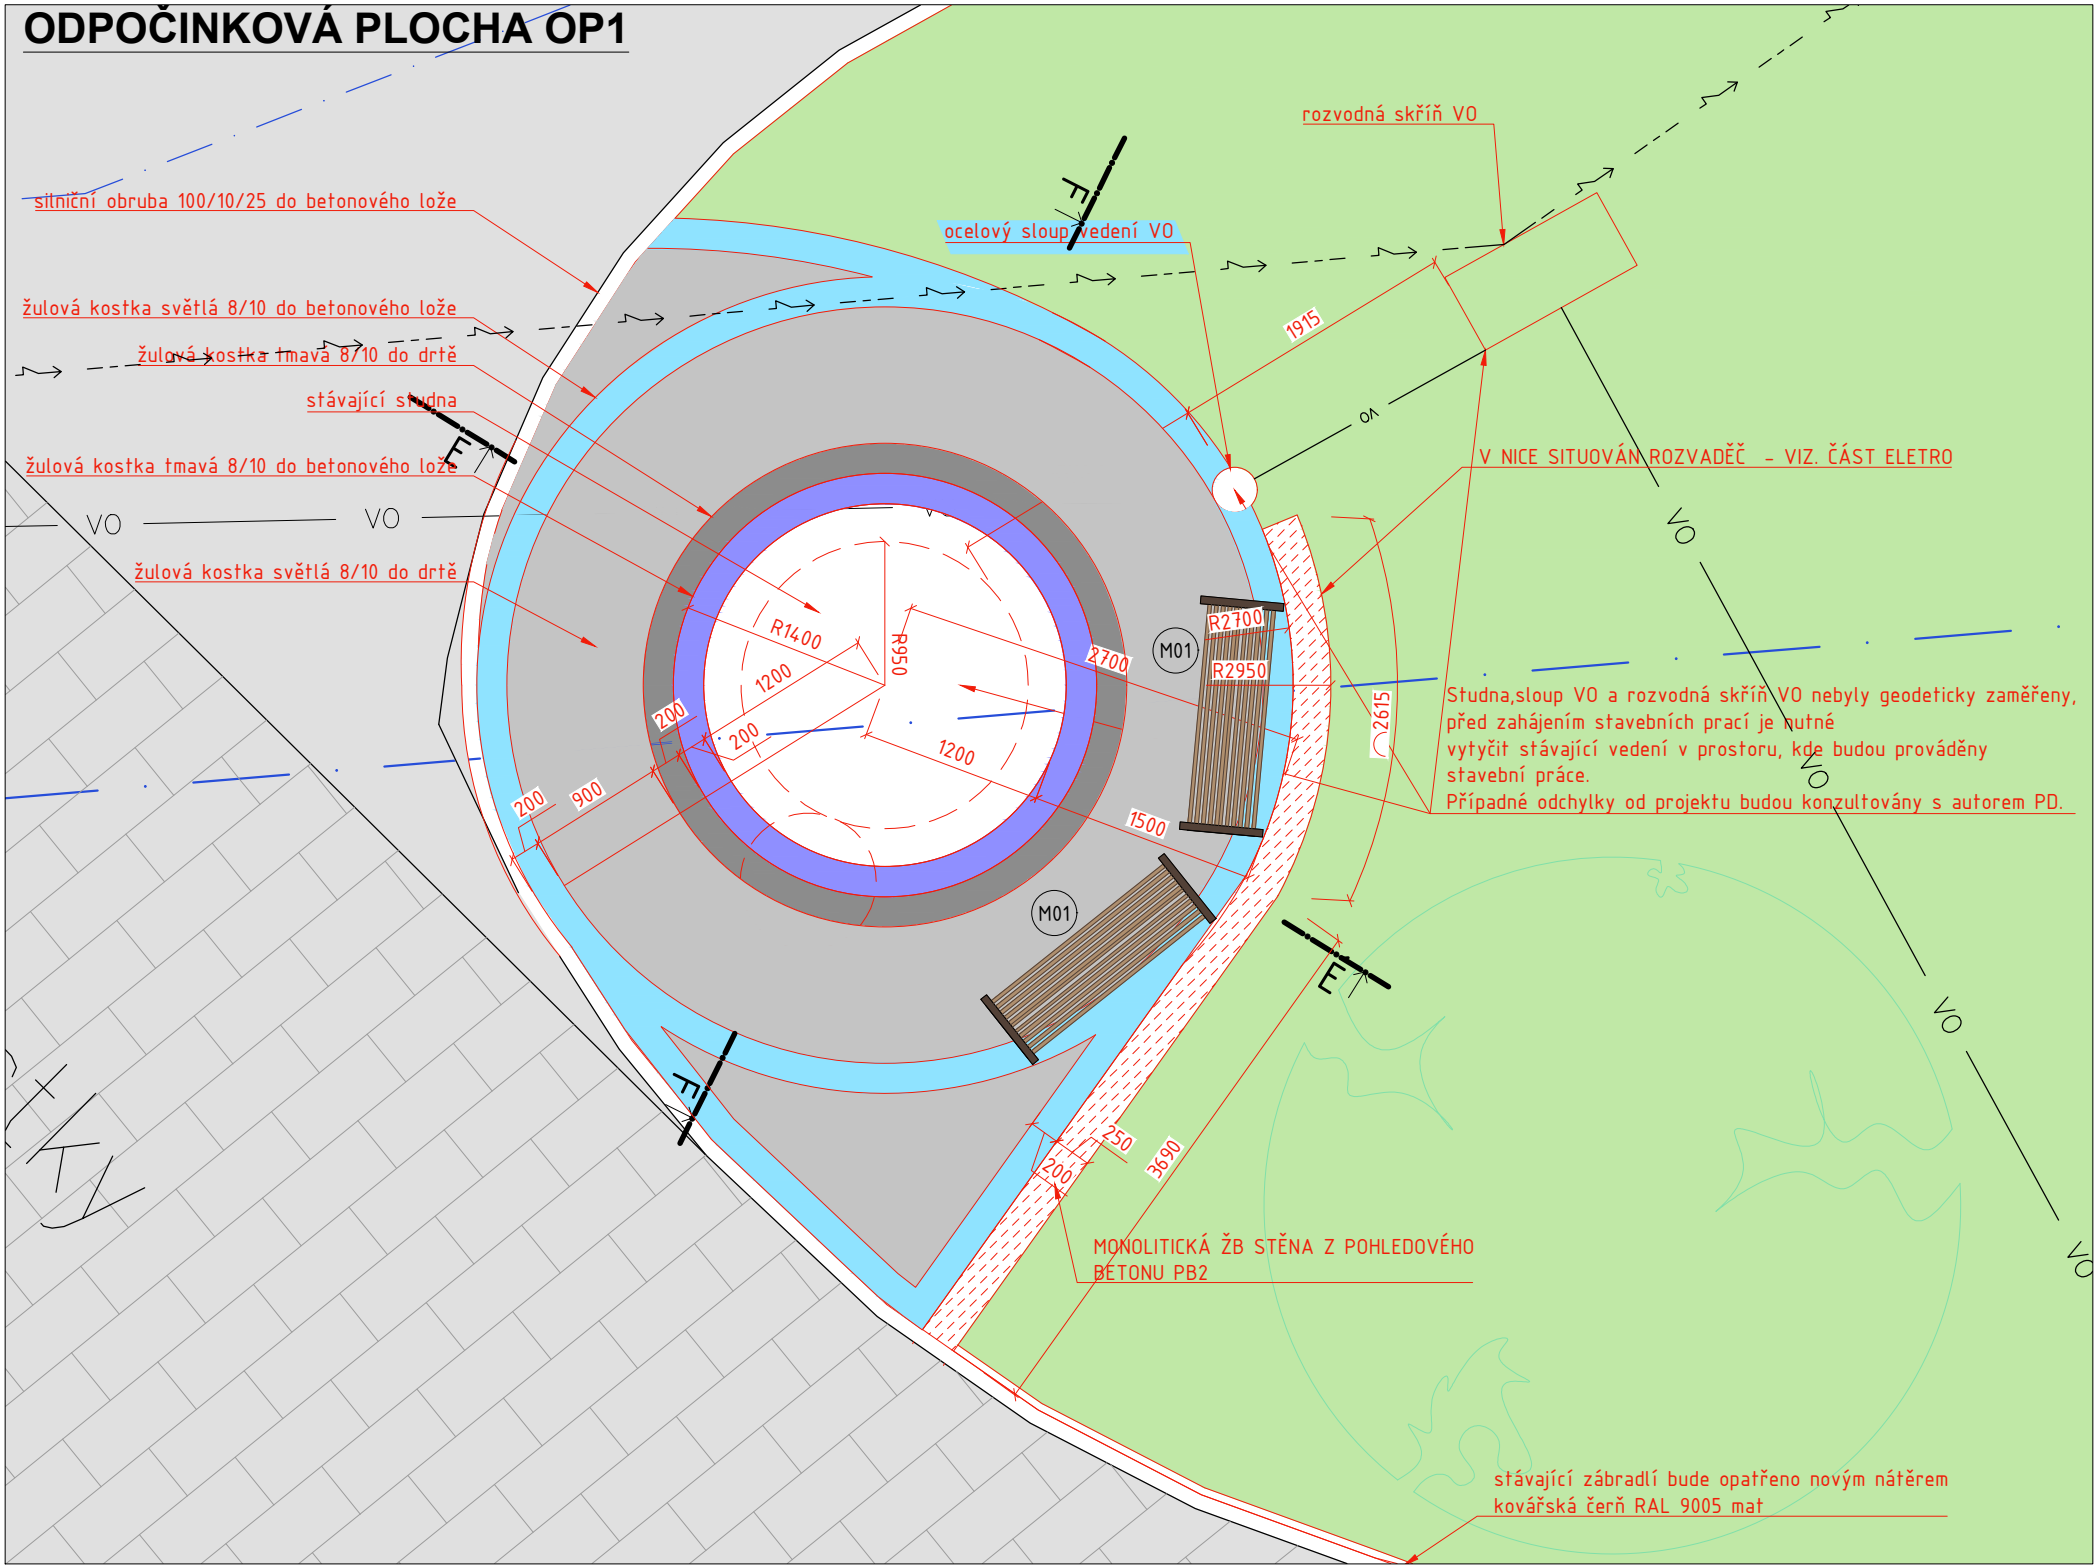 ODPOČINKOVÁ PLOCHA OP1
rozvodná skříň VO
silniční obruba 100/10/25 do betonového lože
F
ocelový sloup vedení VO
žulová kostka světlá 8/10 do betonového lože
1915
žulová kostka tmavá 8/10 do drtě
stávající studna
VO
E
V NICE SITUOVÁN ROZVADĚČ - VIZ. ČÁST ELETRO
žulová kostka tmavá 8/10 do betonového lože
VO
VO
VO
žulová kostka světlá 8/10 do drtě
R2700
R1400
R950
M01
2700
R2950
1200
Studna,sloup VO a rozvodná skříň VO nebyly geodeticky zaměřeny,
před zahájením stavebních prací je nutné
vytyčit stávající vedení v prostoru, kde budou prováděny
stavební práce.
Případné odchylky od projektu budou konzultovány s autorem PD.
2615
200
200
1200
VO
200
900
1500
M01
E
VO
F
250
200
3690
MONOLITICKÁ ŽB STĚNA Z POHLEDOVÉHO
BETONU PB2
VO
stávající zábradlí bude opatřeno novým nátěrem
kovářská čerň RAL 9005 mat